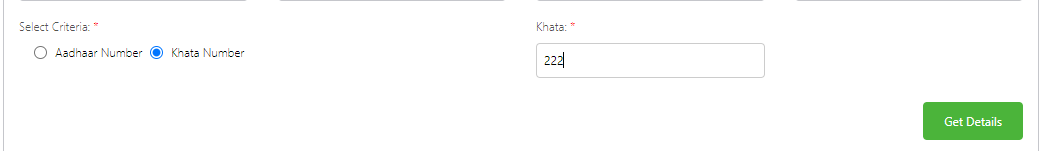 Select Criteria: *
Khata: *
Aadhaar Number
Khata Number
222
Get Details